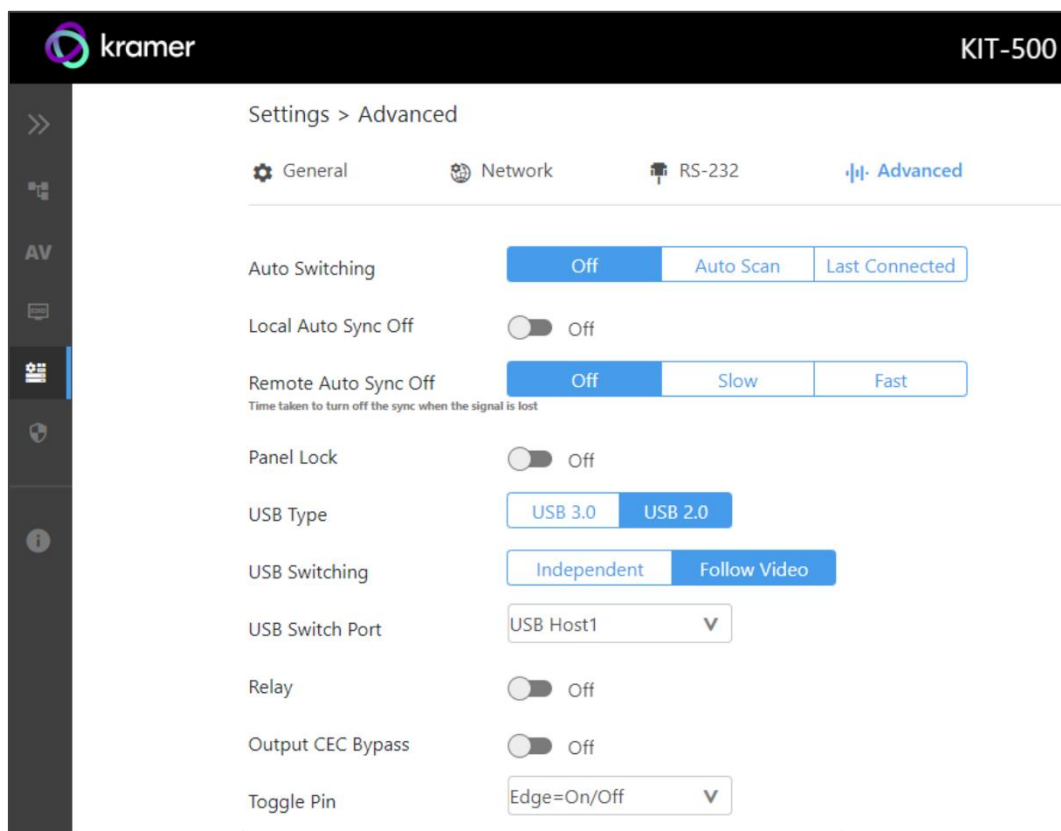 kramer
KIT-500
Settings > Advanced
General Network RS-232 Advanced
AV
Auto Switching Off Auto Scan Last Connected
Local Auto Sync Off Off
Remote Auto Sync Off Off Slow Fast
Time taken to turn off the sync when the signal is lost
Panel Lock Off
USB Type USB 3.0 USB 2.0
USB Switching Independent Follow Video
USB Switch Port USB Host1
Relay Off
Output CEC Bypass Off
Toggle Pin Edge=On/Off